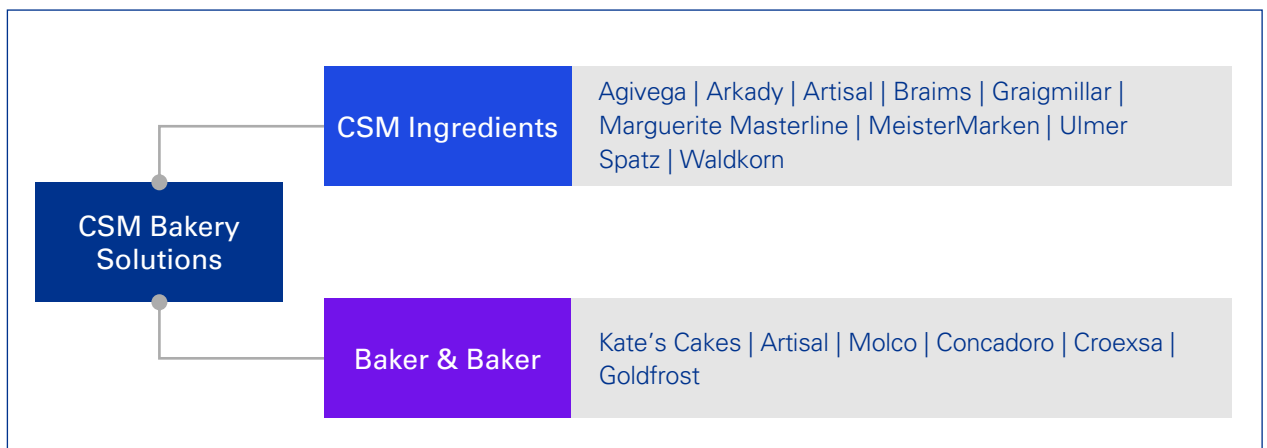 CSM Bakery
Solutions
CSM Ingredients
Agivega | Arkady | Artisal | Braims | Graigmillar |
Marguerite Masterline | MeisterMarken | Ulmer
Spatz | Waldkorn
Baker & Baker
Kate's Cakes | Artisal | Molco | Concadoro | Croexsa |
Goldfrost